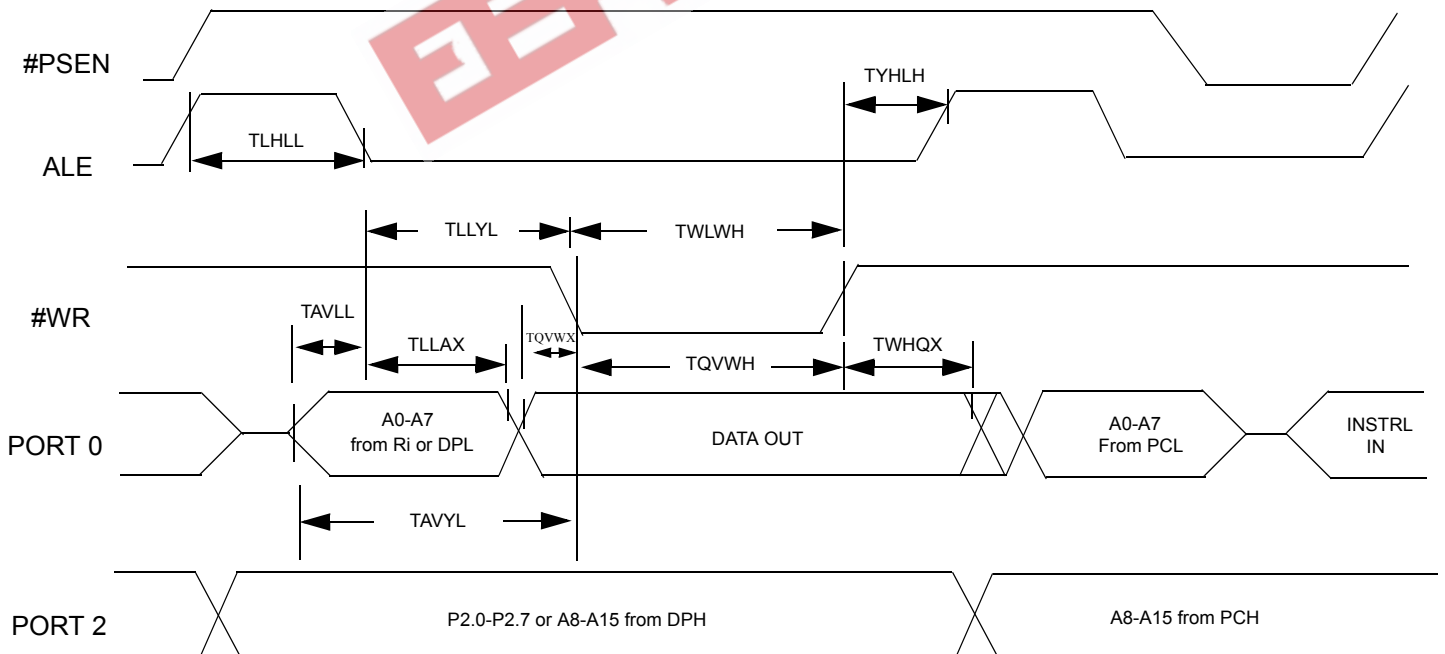 #PSEN
TYHLH
TLHLL
ALE
TLLYL
TWLWH
#WR
TAVLL
TLLAX
TQVWX
TQVWH
TWHQX
PORT 0
A0-A7
from Ri or DPL
DATA OUT
A0-A7
From PCL
INSTRL
IN
TAVYL
PORT 2
P2.0-P2.7 or A8-A15 from DPH
A8-A15 from PCH